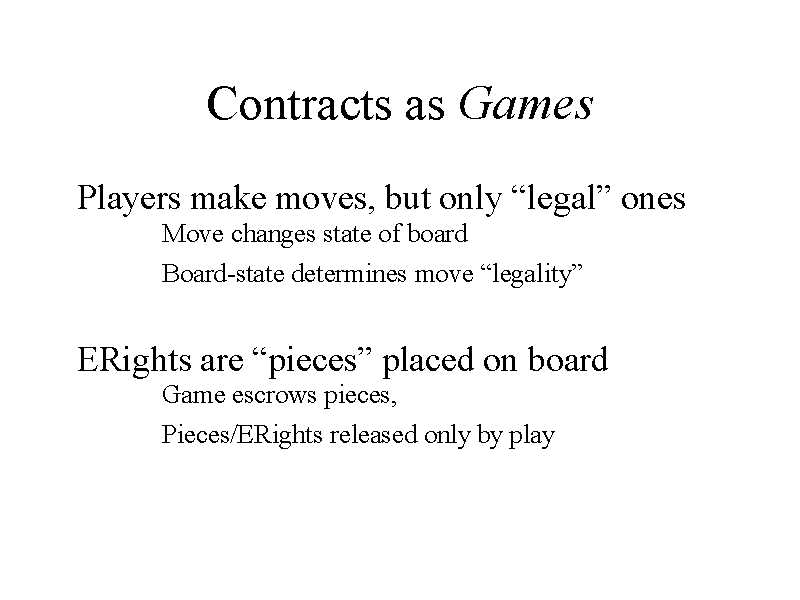 Contracts as Games
Players make moves, but only “legal” ones
Move changes state of board
Board-state determines move “legality”
ERights are “pieces” placed on board
Game escrows pieces,
Pieces/ERights released only by play